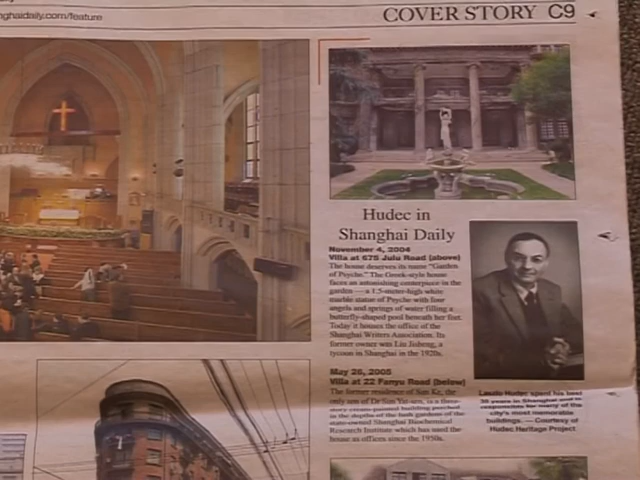 nghaidaily.com/feature
COVER STORY C9
Hudec in
Shanghai Daily
November 4, 2004
Villa at 675 Julu Road (above)
The house deserves its name "Garden
of Psyche." The Greek-style house
faces an astonishing centerpiece in the
garden — a 1.5-meter-high white
marble statue of Psyche with four
angels and springs of water filling a
butterfly-shaped pool beneath her feet.
Today it houses the office of the
Shanghai Writers Association. Its
former owner was Liu Jisheng, a
tycoon in Shanghai in the 1920s.
May 26, 2005
Villa at 22 Fanyu Road (below)
The former residence of Sun Ke, the
only son of Dr Sun Yat-sen, is a three-
story cream-painted building perched
in the depths of the lush gardens of the
state-owned Shanghai Biochemical
Research Institute which has used the
house as offices since the 1950s.
Laszlo Hudec spent his best
30 years in Shanghai and is
responsible for many of the
city's most memorable
buildings. — Courtesy of
Hudec Heritage Project